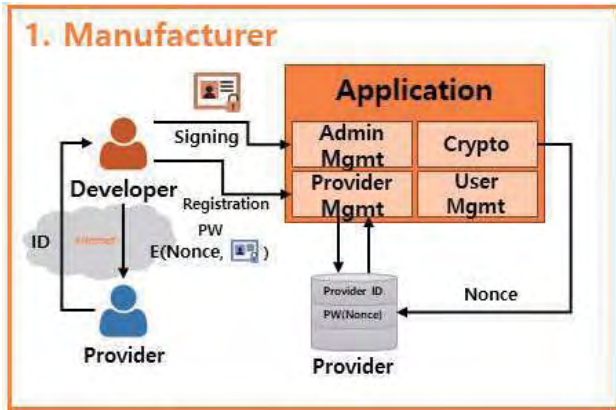 1. Manufacturer
Application
Signing
Admin
Mgmt
Crypto
Developer
Registration
Provider
Mgmt
User
Mgmt
ID
Internet
PW
E(Nonce, )
Provider ID
PW(Nonce)
Nonce
Provider
Provider